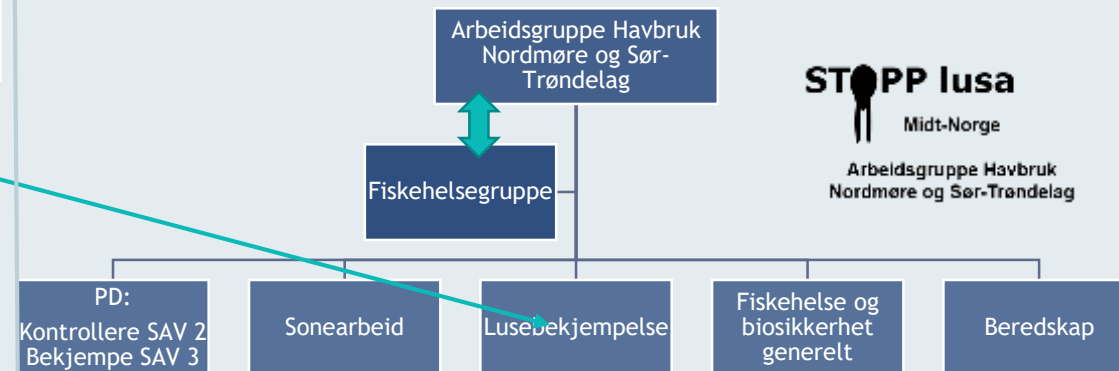 Arbeidsgruppe Havbruk
Nordmøre og Sør-
Trøndelag
STOPP lusa
Midt-Norge
Arbeidsgruppe Havbruk
Nordmøre og Sør-Trøndelag
Fiskehelsegruppe
PD:
Kontrollere SAV 2
Bekjempe SAV 3
Sonearbeid
Lusebekjempelse
Fiskehelse og
biosikkerhet
generelt
Beredskap